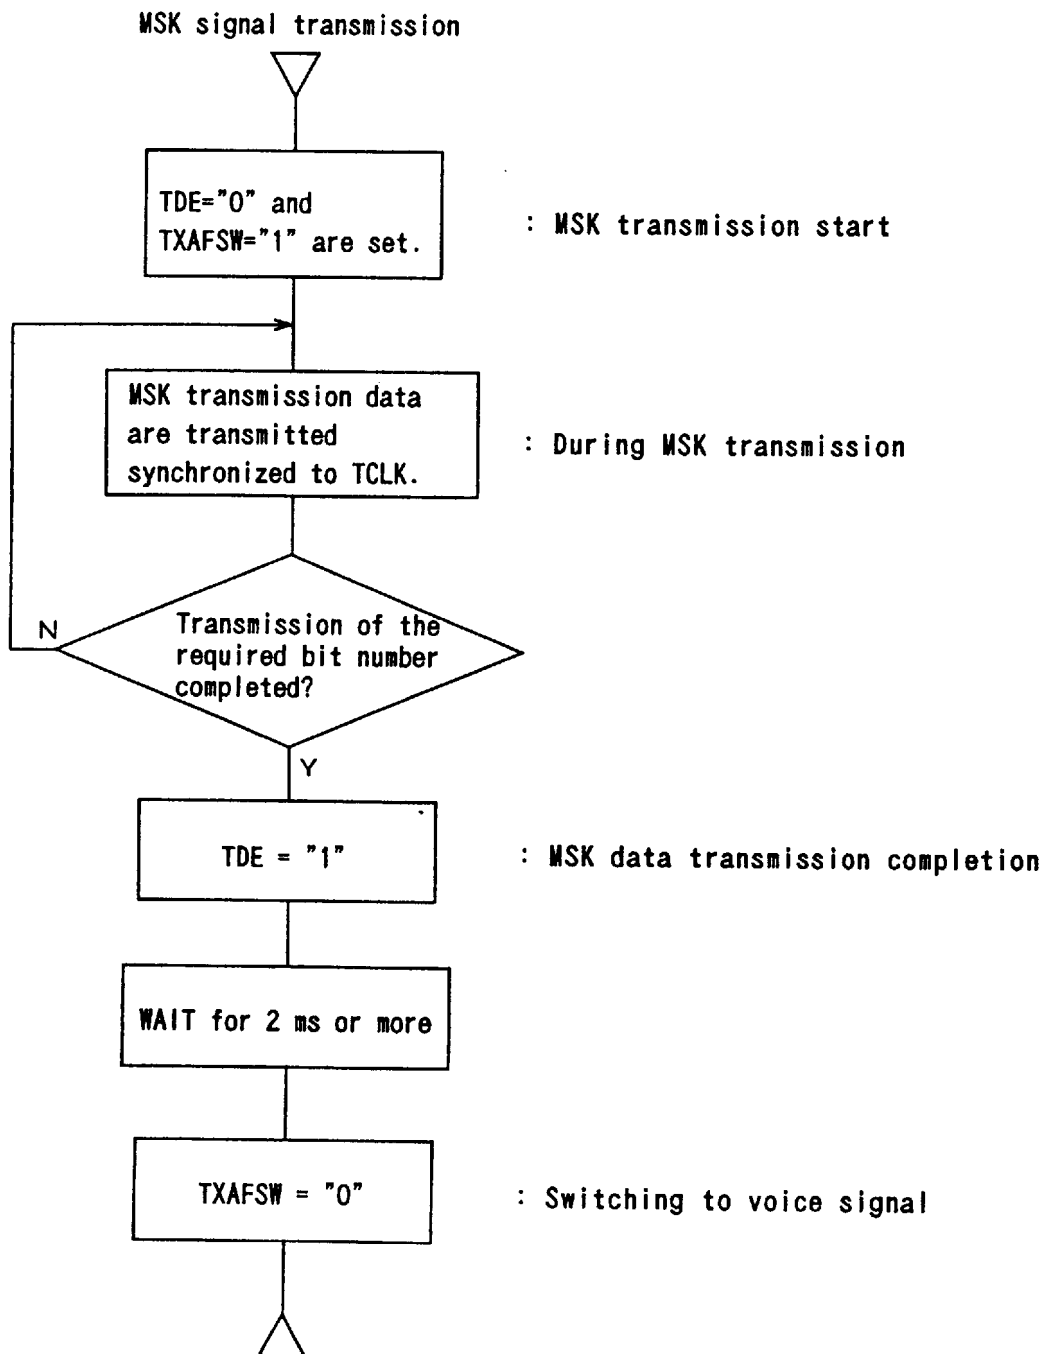 MSK signal transmission
TDE="0" and
TXAFSW="1" are set.
: MSK transmission start
MSK transmission data
are transmitted
synchronized to TCLK.
: During MSK transmission
N
Transmission of the
required bit number
completed?
Y
TDE = "1"
: MSK data transmission completion
WAIT for 2 ms or more
TXAFSW = "0"
: Switching to voice signal